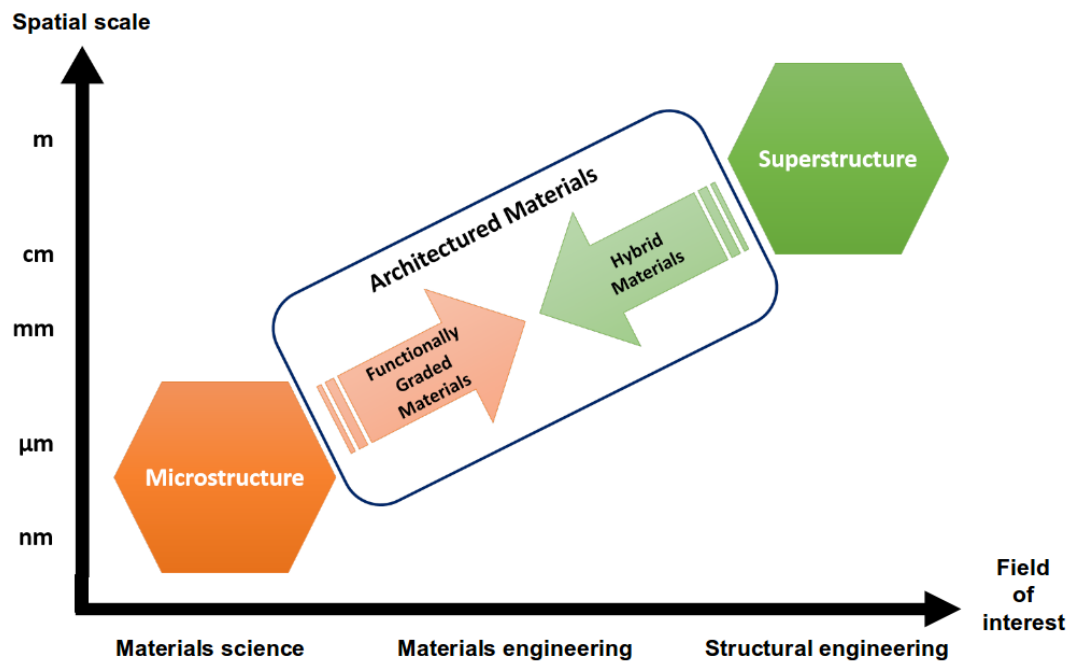 Spatial scale
m
cm
mm
μm
nm
Superstructure
Architectured Materials
Hybrid
Materials
Functionally
Graded
Materials
Microstructure
Field
of
interest
Materials science
Materials engineering
Structural engineering